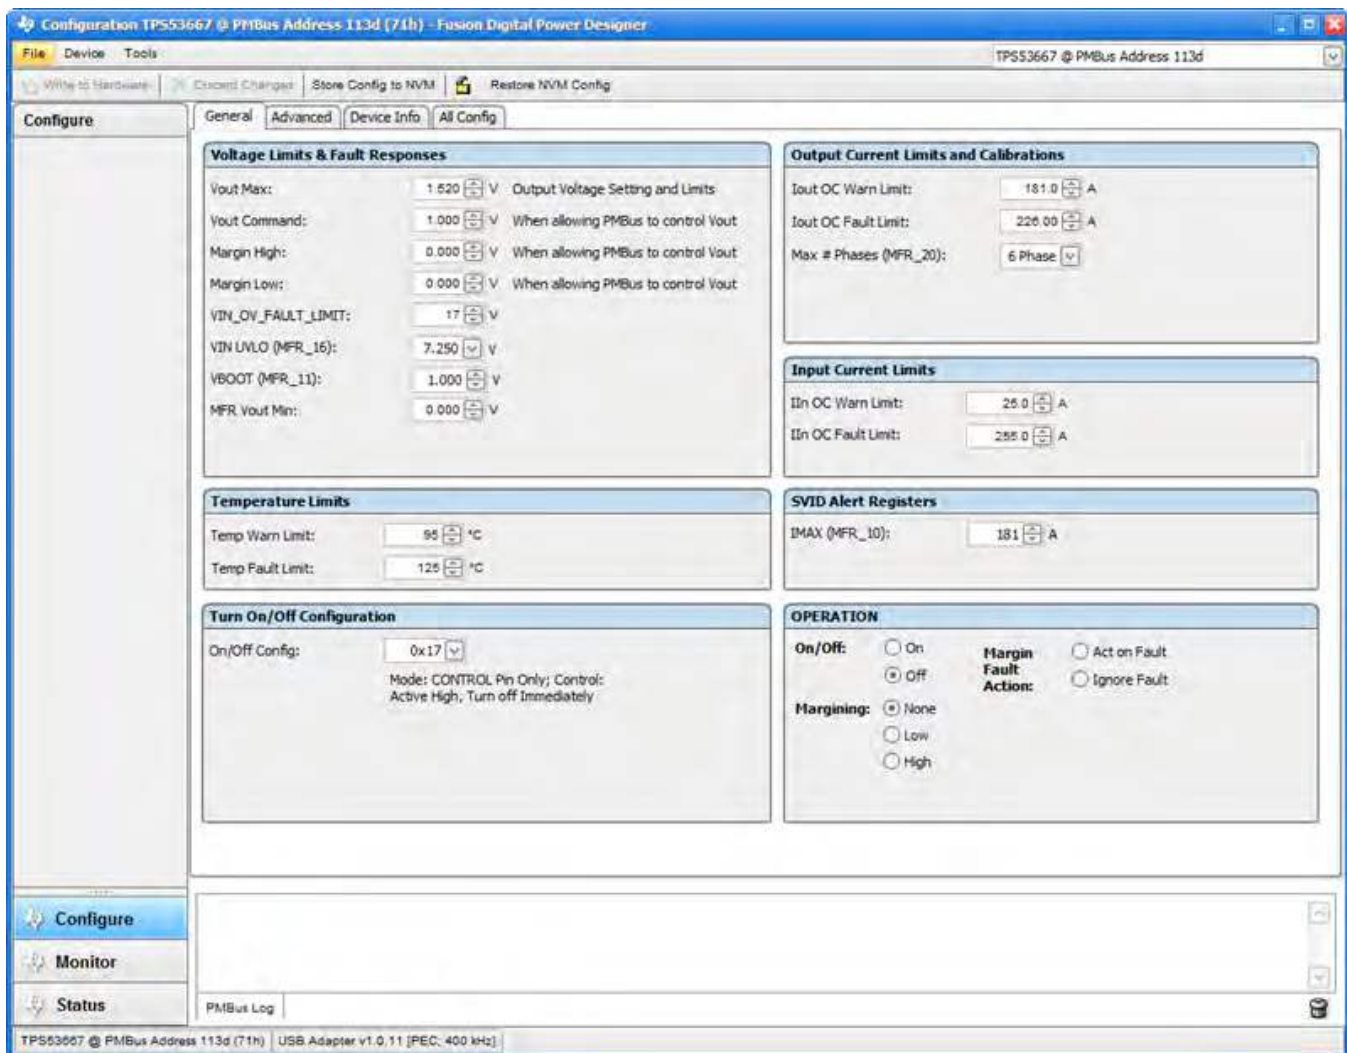 Configuration TPS53667 @ PMBus Address 113d (71h) - Fusion Digital Power Designer
File Device Tools
TPS53667 @ PMBus Address 113d
Write to Hardware Discard Changes Store Config to NVM Restore NVM Config
Configure
General Advanced Device Info All Config
Voltage Limits & Fault Responses
Vout Max: 1.520 V Output Voltage Setting and Limits
Vout Command: 1.000 V When allowing PMBus to control Vout
Margin High: 0.000 V When allowing PMBus to control Vout
Margin Low: 0.000 V When allowing PMBus to control Vout
VIN_OV_FAULT_LIMIT: 17 V
VIN UVLO (MFR_16): 7.250 V
VBOOT (MFR_11): 1.000 V
MFR Vout Min: 0.000 V
Output Current Limits and Calibrations
Iout OC Warn Limit: 181.0 A
Iout OC Fault Limit: 226.00 A
Max # Phases (MFR_20): 6 Phase
Input Current Limits
IIn OC Warn Limit: 25.0 A
IIn OC Fault Limit: 255.0 A
Temperature Limits
Temp Warn Limit: 95 °C
Temp Fault Limit: 125 °C
SVID Alert Registers
IMAX (MFR_10): 181 A
Turn On/Off Configuration
On/Off Config: 0x17
Mode: CONTROL Pin Only; Control:
Active High, Turn off Immediately
OPERATION
On/Off: On
Off
Margining: None
Low
High
Margin
Fault
Action:
Act on Fault
Ignore Fault
Configure
Monitor
Status
PMBus Log
TPS53667 @ PMBus Address 113d (71h) USB Adapter v1.0.11 [PEC; 400 kHz]